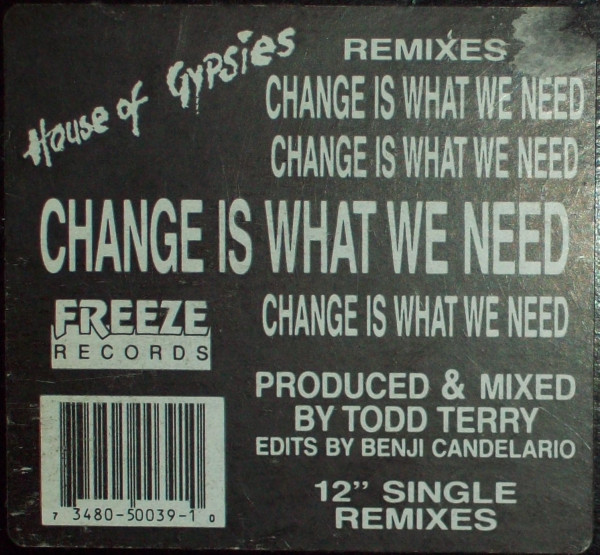 House of Gypsies
REMIXES
CHANGE IS WHAT WE NEED
CHANGE IS WHAT WE NEED
CHANGE IS WHAT WE NEED
CHANGE IS WHAT WE NEED
FREEZE
RECORDS
PRODUCED & MIXED
BY TODD TERRY
EDITS BY BENJI CANDELARIO
7 3480-50039-1 0
12” SINGLE
REMIXES